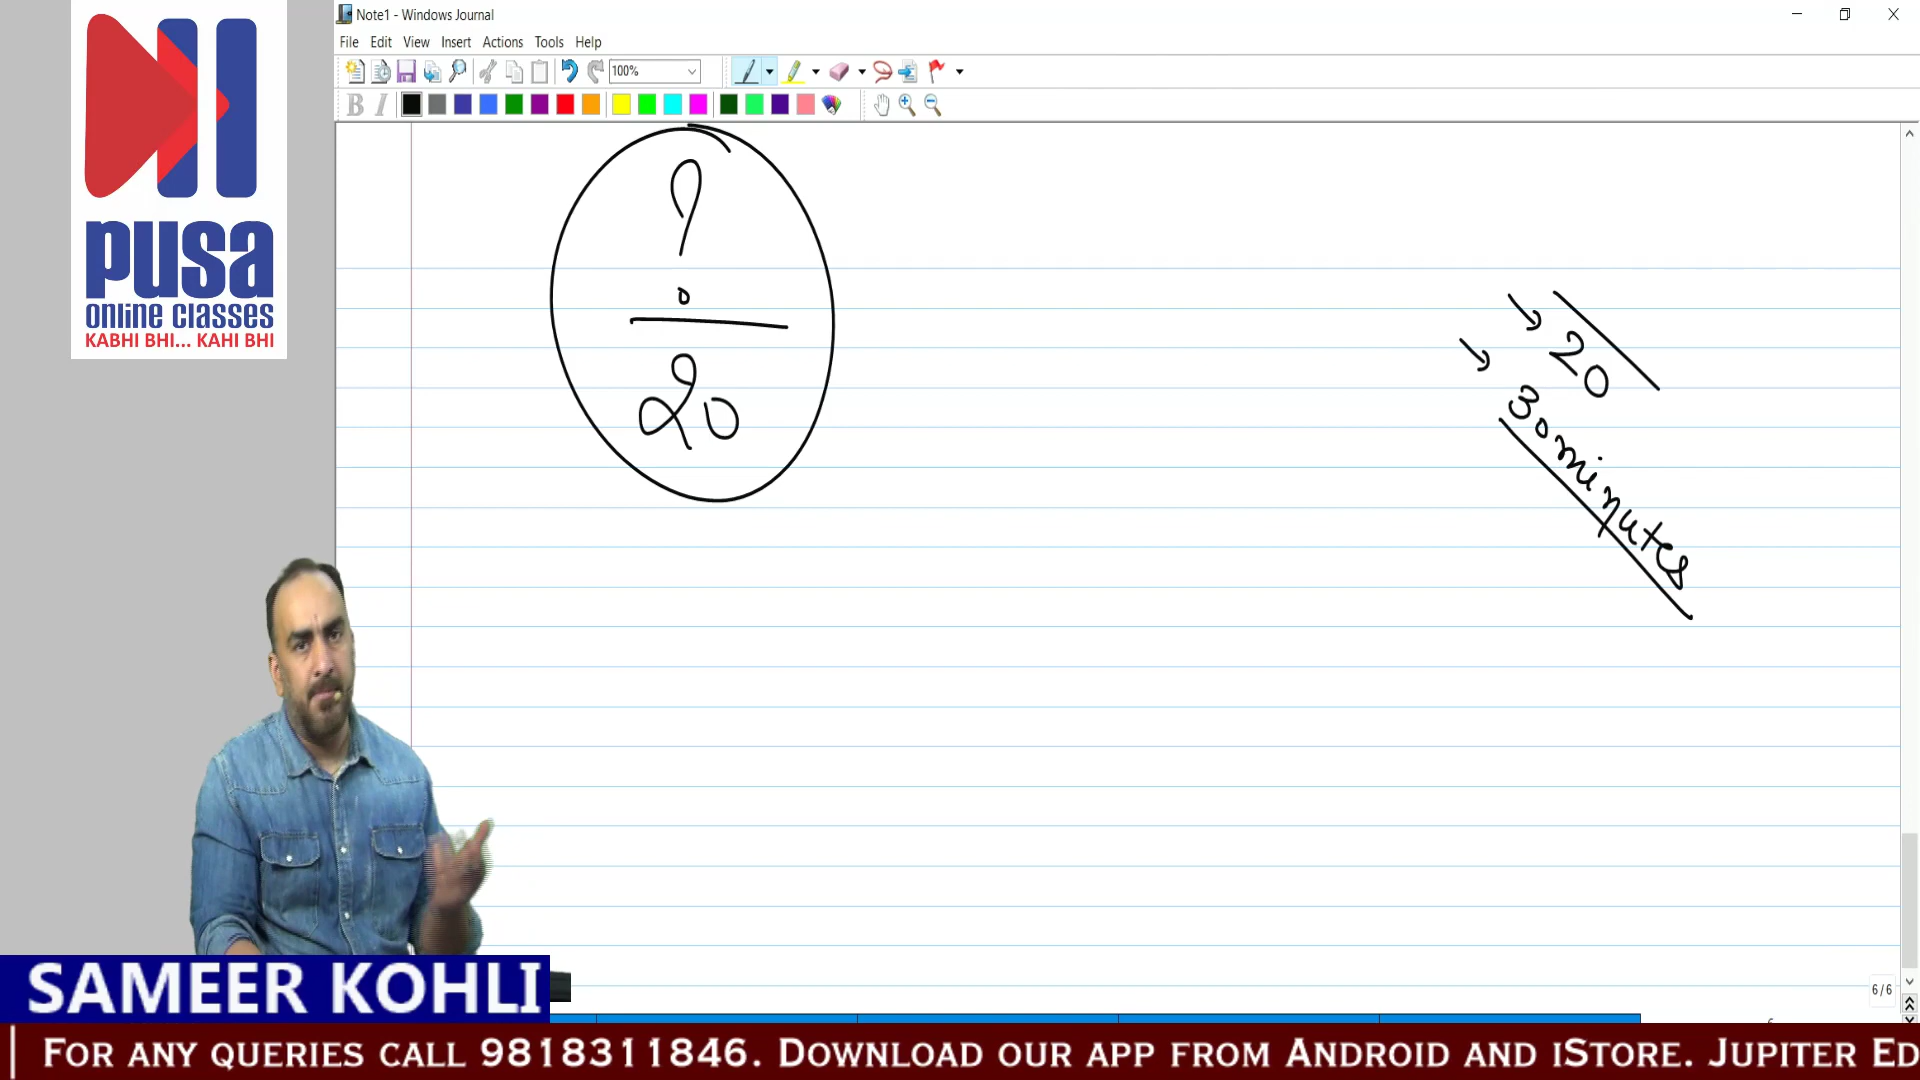 Note1 - Windows Journal
File Edit View Insert Actions Tools Help
100%
B I
pusa
online classes
KABHI BHI... KAHI BHI
?
20
→ 20
→ 30 minutes
6/6
SAMEER KOHLI
FOR ANY QUERIES CALL 9818311846. DOWNLOAD OUR APP FROM ANDROID AND ISTORE. JUPITER ED